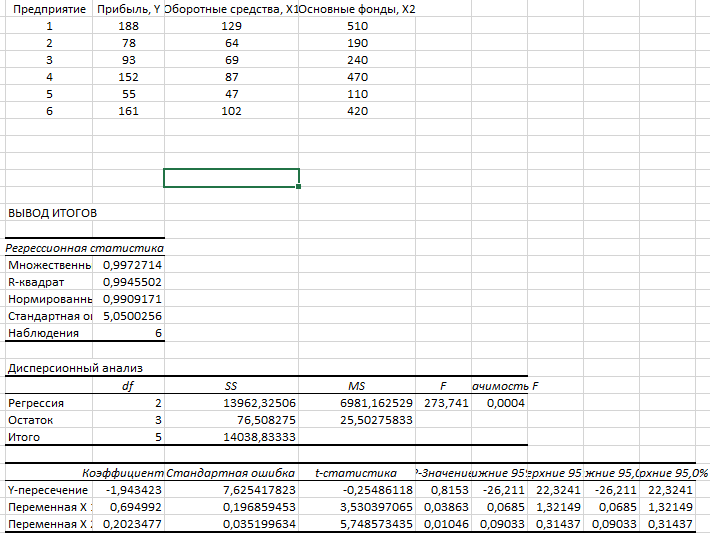 Предприятие Прибыль, Y Оборотные средства, X1 Основные фонды, X2
1 188 129 510
2 78 64 190
3 93 69 240
4 152 87 470
5 55 47 110
6 161 102 420
ВЫВОД ИТОГОВ
Регрессионная статистика
Множественнь 0,9972714
R-квадрат 0,9945502
Нормированнь 0,9909171
Стандартная о 5,0500256
Наблюдения 6
Дисперсионный анализ
df SS MS F ачимость F
Регрессия 2 13962,32506 6981,162529 273,741 0,0004
Остаток 3 76,508275 25,50275833
Итого 5 14038,83333
Коэффициент Стандартная ошибка t-статистика Р-Значение ижние 95 ерхние 95 жние 95,0 рхние 95,0%
Y-пересечение -1,943423 7,625417823 -0,25486118 0,8153 -26,211 22,3241 -26,211 22,3241
Переменная X 0,694992 0,196859453 3,530397065 0,03863 0,0685 1,32149 0,0685 1,32149
Переменная X 0,2023477 0,035199634 5,748573435 0,01046 0,09033 0,31437 0,09033 0,31437